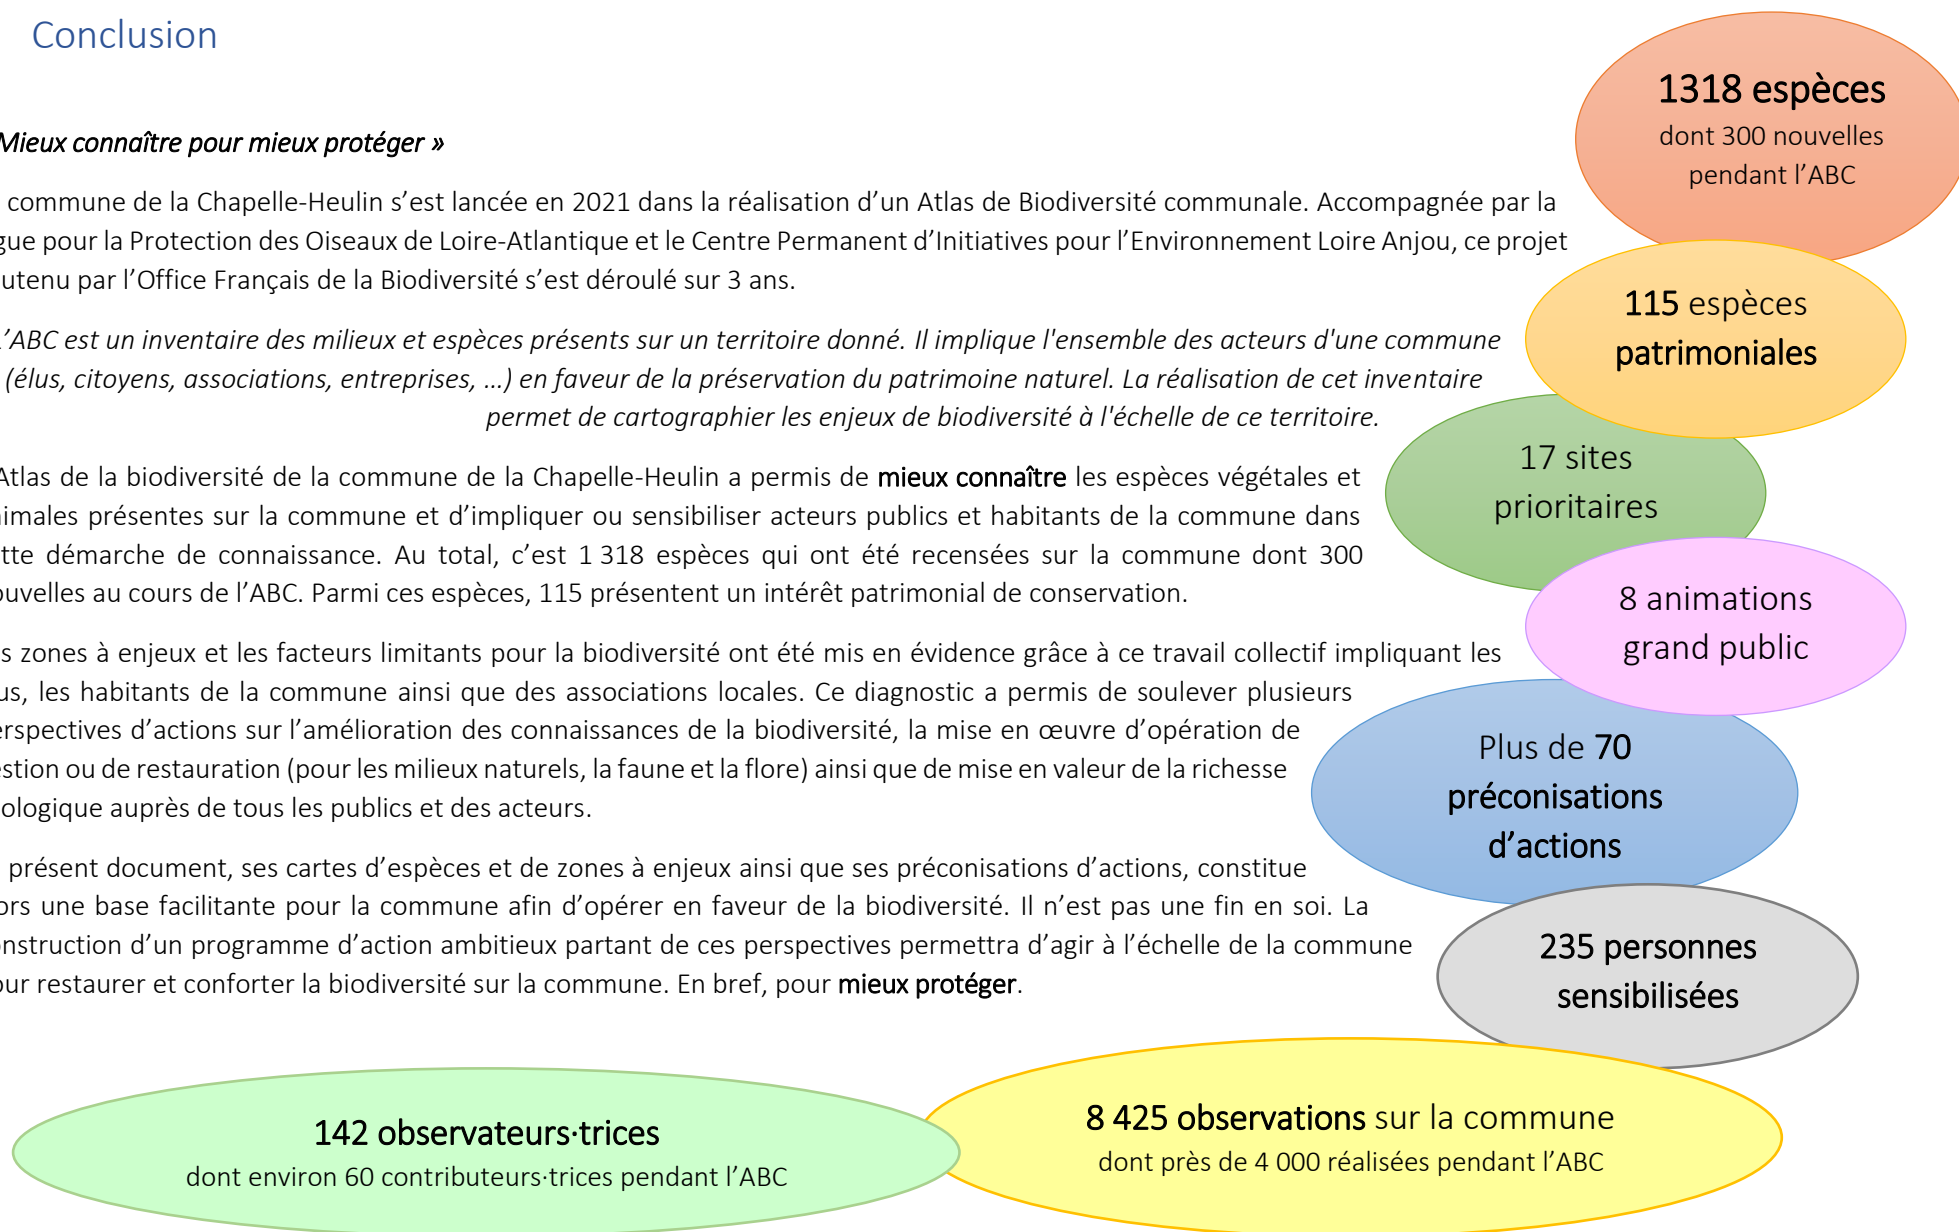 Conclusion
Mieux connaître pour mieux protéger »
commune de la Chapelle-Heulin s’est lancée en 2021 dans la réalisation d’un Atlas de Biodiversité communale. Accompagnée par la
gue pour la Protection des Oiseaux de Loire-Atlantique et le Centre Permanent d’Initiatives pour l’Environnement Loire Anjou, ce projet
utenu par l’Office Français de la Biodiversité s’est déroulé sur 3 ans.
L’ABC est un inventaire des milieux et espèces présents sur un territoire donné. Il implique l'ensemble des acteurs d'une commune
(élus, citoyens, associations, entreprises, …) en faveur de la préservation du patrimoine naturel. La réalisation de cet inventaire
permet de cartographier les enjeux de biodiversité à l'échelle de ce territoire.
Atlas de la biodiversité de la commune de la Chapelle-Heulin a permis de mieux connaître les espèces végétales et
nimales présentes sur la commune et d’impliquer ou sensibiliser acteurs publics et habitants de la commune dans
tte démarche de connaissance. Au total, c’est 1 318 espèces qui ont été recensées sur la commune dont 300
ouvelles au cours de l’ABC. Parmi ces espèces, 115 présentent un intérêt patrimonial de conservation.
s zones à enjeux et les facteurs limitants pour la biodiversité ont été mis en évidence grâce à ce travail collectif impliquant les
us, les habitants de la commune ainsi que des associations locales. Ce diagnostic a permis de soulever plusieurs
erspectives d’actions sur l’amélioration des connaissances de la biodiversité, la mise en œuvre d’opération de
estion ou de restauration (pour les milieux naturels, la faune et la flore) ainsi que de mise en valeur de la richesse
ologique auprès de tous les publics et des acteurs.
présent document, ses cartes d’espèces et de zones à enjeux ainsi que ses préconisations d’actions, constitue
ors une base facilitante pour la commune afin d’opérer en faveur de la biodiversité. Il n’est pas une fin en soi. La
onstruction d’un programme d’action ambitieux partant de ces perspectives permettra d’agir à l’échelle de la commune
our restaurer et conforter la biodiversité sur la commune. En bref, pour mieux protéger.
1318 espèces
dont 300 nouvelles
pendant l’ABC
115 espèces
patrimoniales
17 sites
prioritaires
8 animations
grand public
Plus de 70
préconisations
d’actions
235 personnes
sensibilisées
8 425 observations sur la commune
dont près de 4 000 réalisées pendant l’ABC
142 observateurs·trices
dont environ 60 contributeurs·trices pendant l’ABC